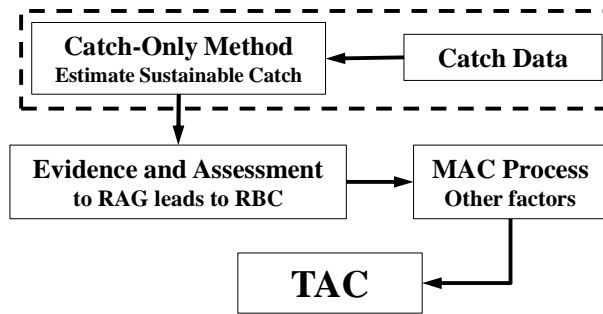 Catch-Only Method
Estimate Sustainable Catch
Catch Data
Evidence and Assessment
to RAG leads to RBC
MAC Process
Other factors
TAC